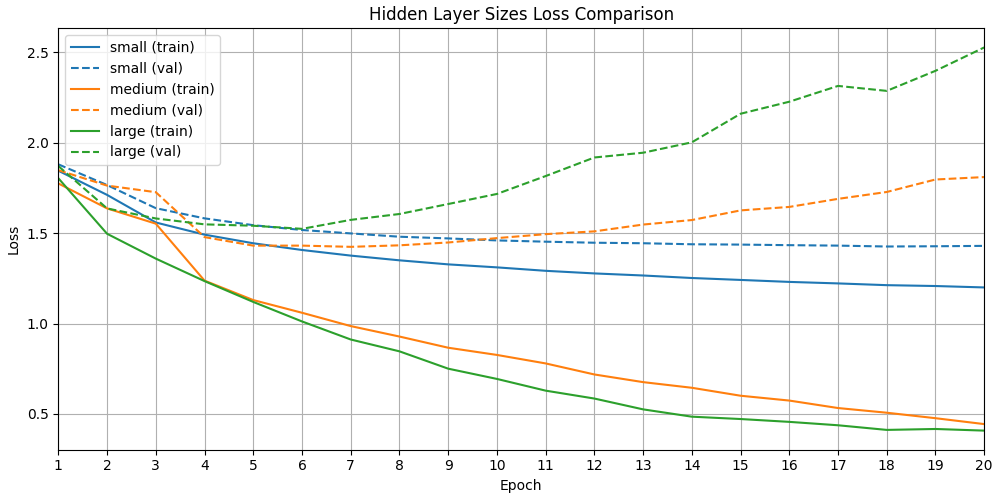 Hidden Layer Sizes Loss Comparison
2.5
2.0
1.5
1.0
0.5
Loss
small (train)
small (val)
medium (train)
medium (val)
large (train)
large (val)
1 2 3 4 5 6 7 8 9 10 11 12 13 14 15 16 17 18 19 20
Epoch